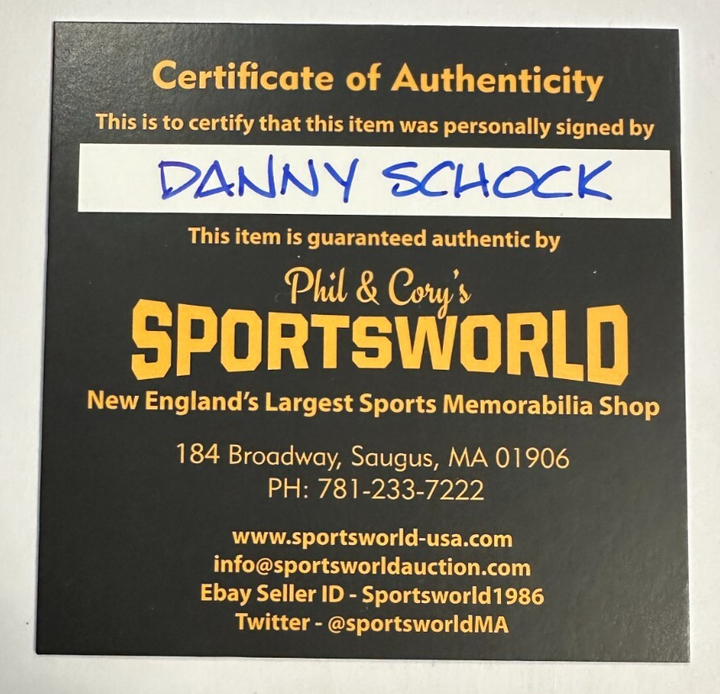 Certificate of Authenticity
This is to certify that this item was personally signed by
DANNY SCHOCK
This item is guaranteed authentic by
Phil & Cory's
SPORTSWORLD
New England's Largest Sports Memorabilia Shop
184 Broadway, Saugus, MA 01906
PH: 781-233-7222
www.sportsworld-usa.com
info@sportsworldauction.com
Ebay Seller ID - Sportsworld1986
Twitter - @sportsworldMA